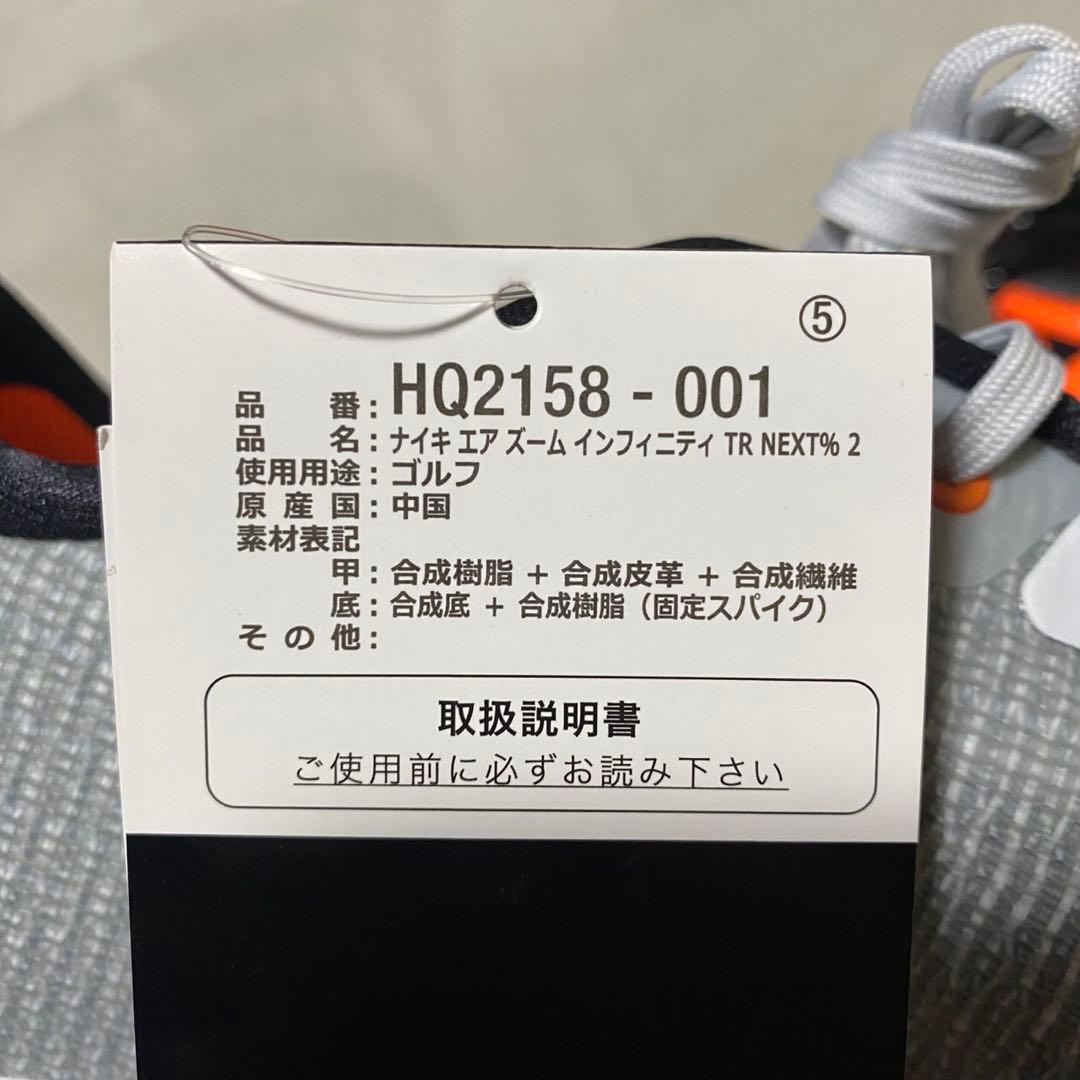 ⑤
品番：HQ2158 - 001
品名：ナイキ エア ズーム インフィニティ TR NEXT% 2
使用用途：ゴルフ
原産国：中国
素材表記
甲：合成樹脂 + 合成皮革 + 合成繊維
底：合成底 + 合成樹脂（固定スパイク）
その他：
取扱説明書
ご使用前に必ずお読み下さい